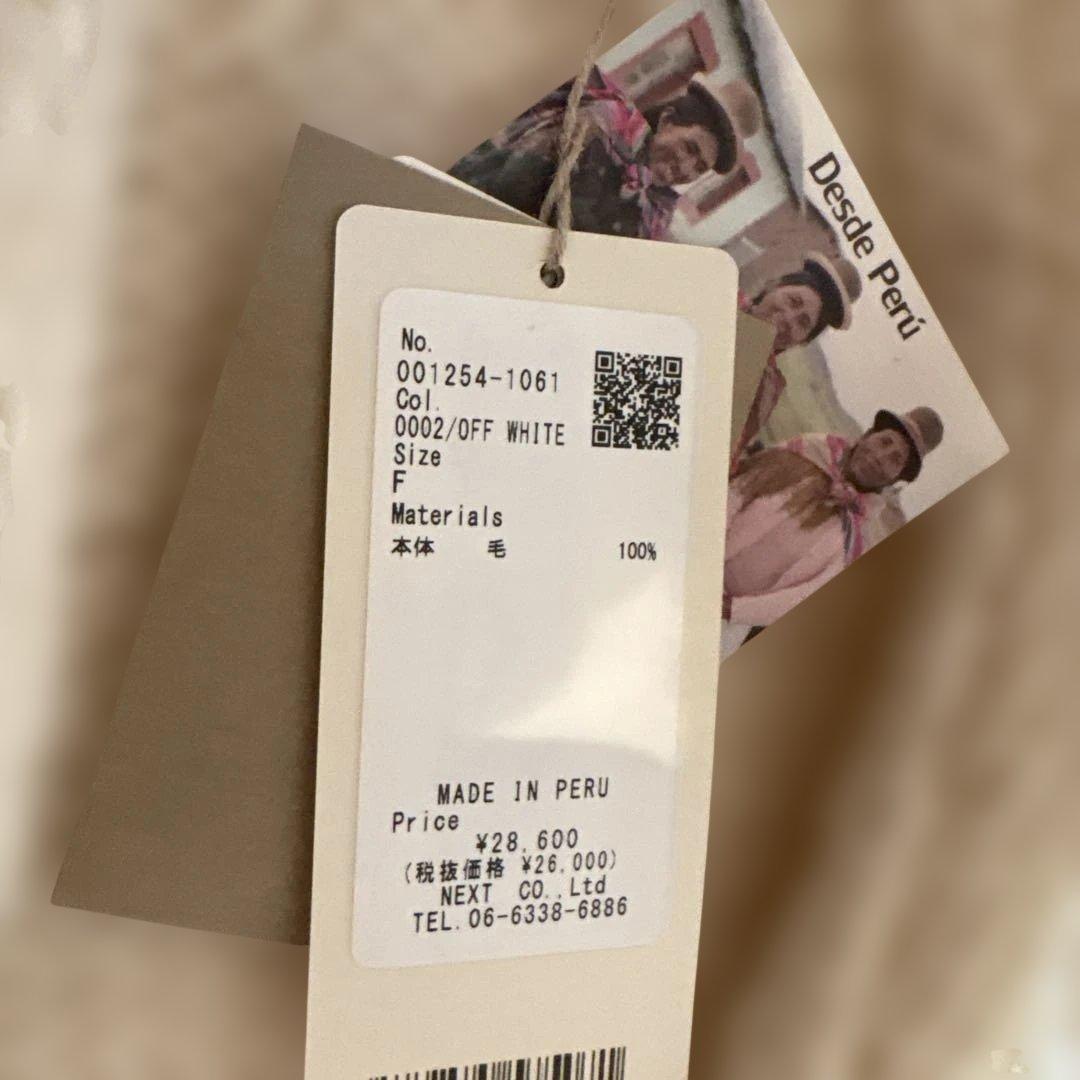 Desde Perú
No.
001254-1061
Col.
0002/OFF WHITE
Size
F
Materials
本体 毛 100%
MADE IN PERU
Price
¥28,600
(税抜価格 ¥26,000)
NEXT CO.,Ltd
TEL.06-6338-6886